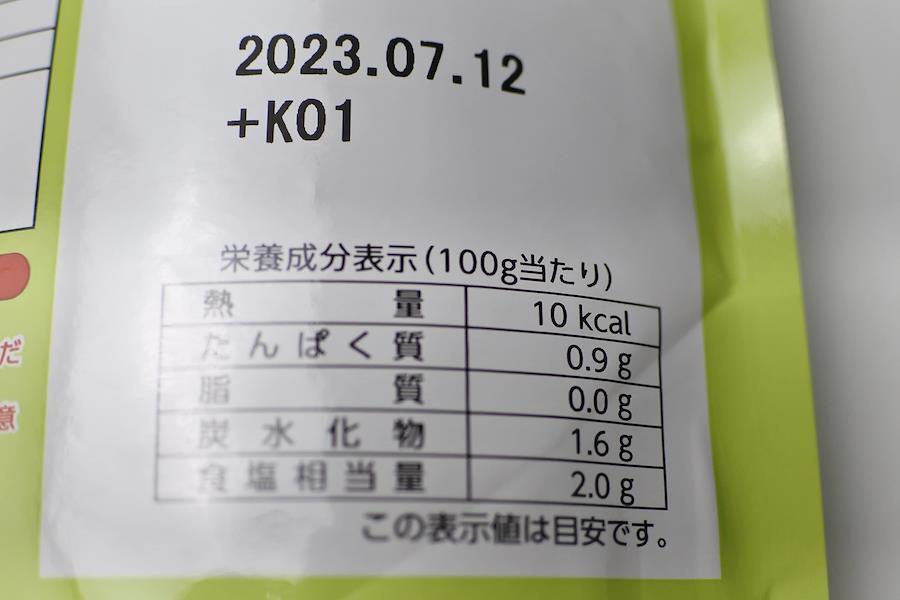 2023.07.12
+K01
栄養成分表示(100g当たり)
熱量 10 kcal
たんぱく質 0.9 g
脂質 0.0 g
炭水化物 1.6 g
食塩相当量 2.0 g
この表示値は目安です。
だ
意